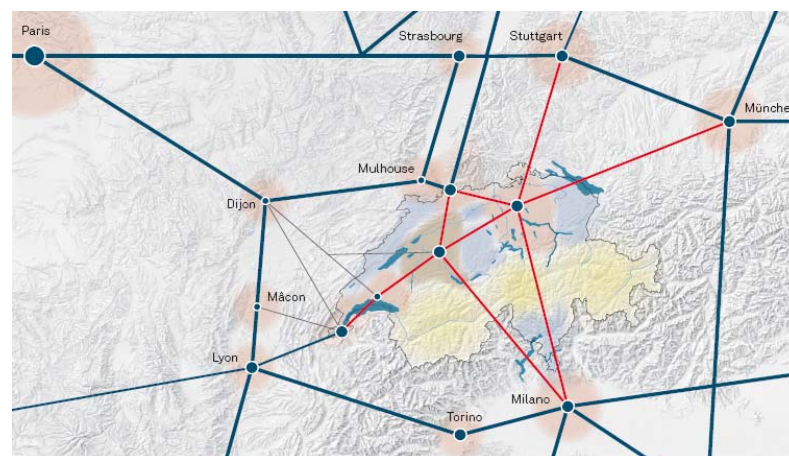 Paris
Strasbourg
Stuttgart
Münche
Mulhouse
Dijon
Mâcon
Lyon
Milano
Torino